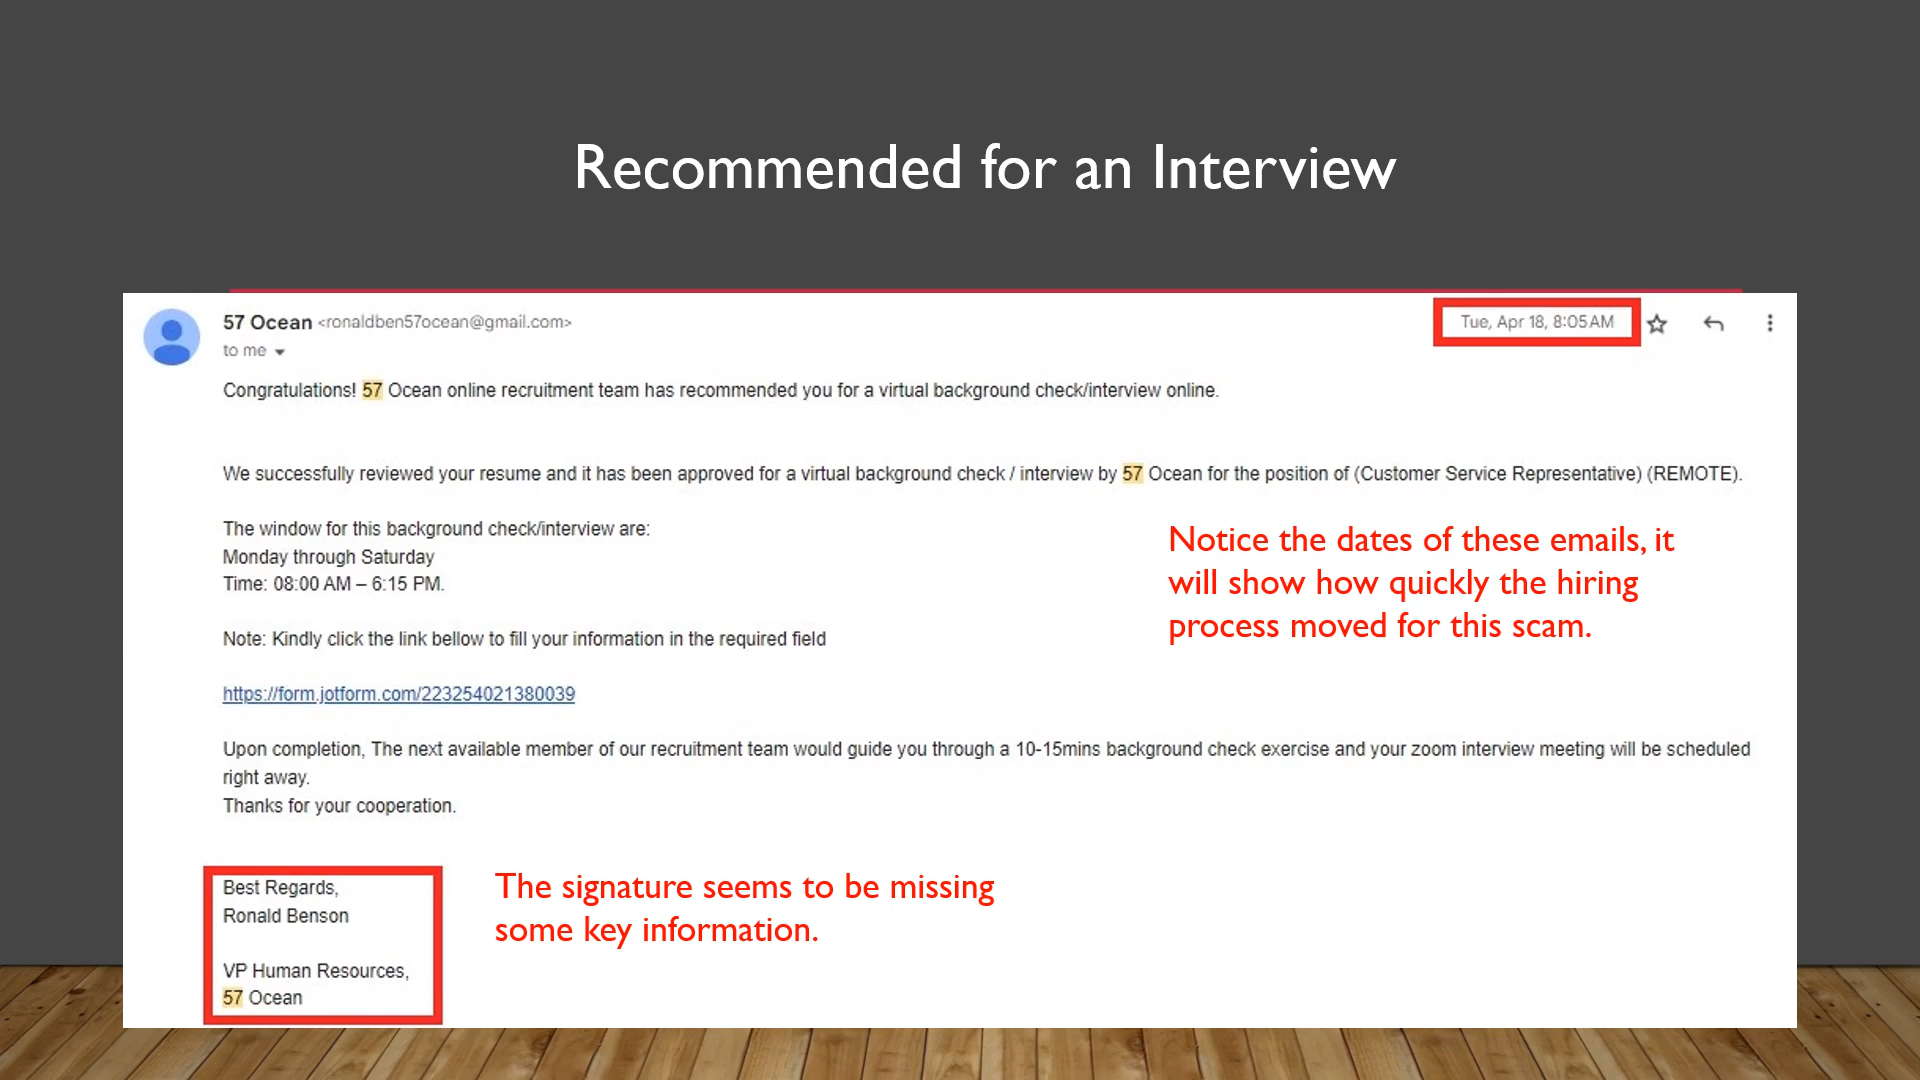 Recommended for an Interview
57 Ocean <ronaldben57ocean@gmail.com>
Tue, Apr 18, 8:05 AM
to me
Congratulations! 57 Ocean online recruitment team has recommended you for a virtual background check/interview online.
We successfully reviewed your resume and it has been approved for a virtual background check / interview by 57 Ocean for the position of (Customer Service Representative) (REMOTE).
The window for this background check/interview are:
Monday through Saturday
Time: 08:00 AM – 6:15 PM.
Notice the dates of these emails, it
will show how quickly the hiring
process moved for this scam.
Note: Kindly click the link bellow to fill your information in the required field
https://form.jotform.com/223254021380039
Upon completion, The next available member of our recruitment team would guide you through a 10-15mins background check exercise and your zoom interview meeting will be scheduled
right away.
Thanks for your cooperation.
Best Regards,
Ronald Benson
VP Human Resources,
57 Ocean
The signature seems to be missing
some key information.